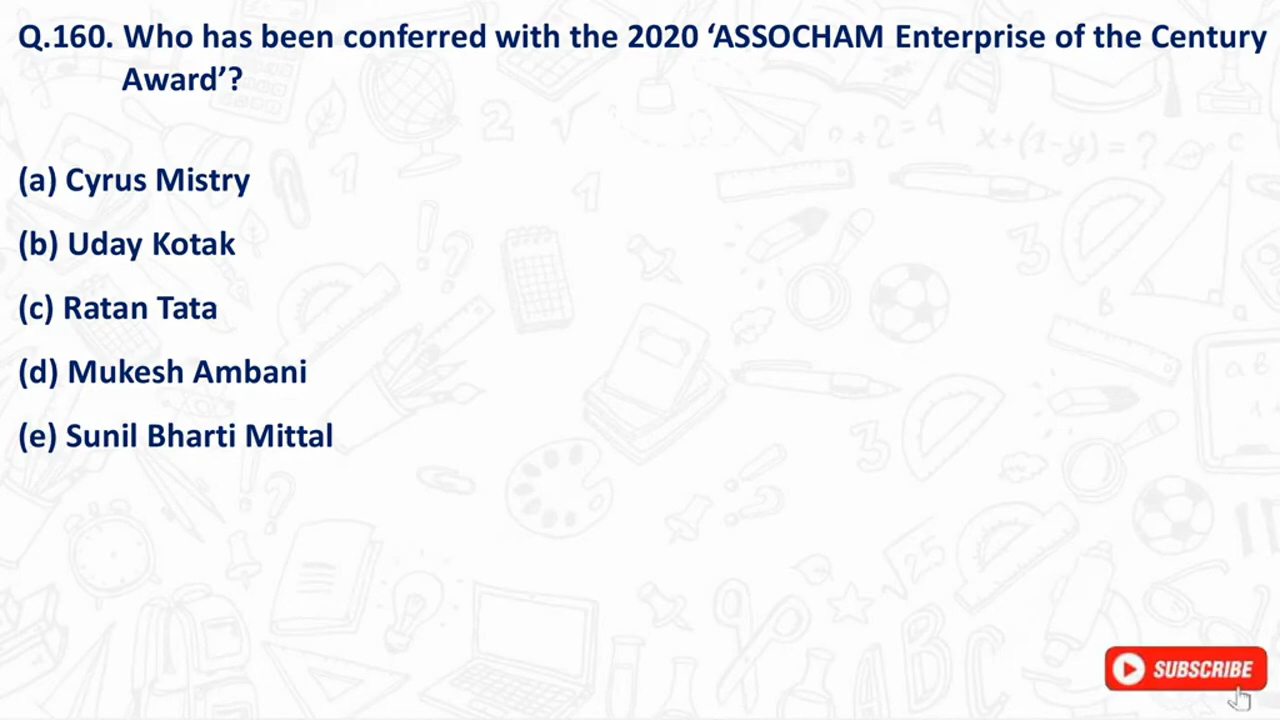 Q.160. Who has been conferred with the 2020 ‘ASSOCHAM Enterprise of the Century
Award’?
(a) Cyrus Mistry
(b) Uday Kotak
(c) Ratan Tata
(d) Mukesh Ambani
(e) Sunil Bharti Mittal
SUBSCRIBE